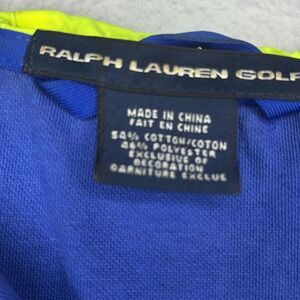 RALPH LAUREN GOLF
MADE IN CHINA
FAIT EN CHINE
54% COTTON/COTON
46% POLYESTER
EXCLUSIVE OF
DECORATION
GARNITURE EXCLUE